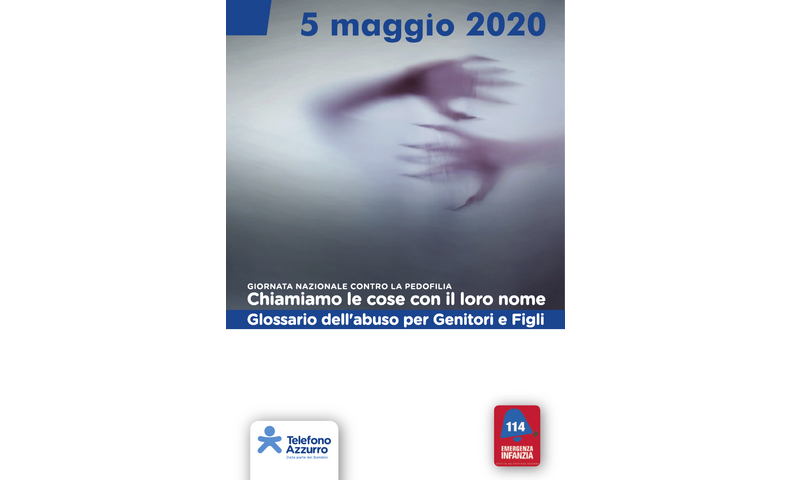 5 maggio 2020
GIORNATA NAZIONALE CONTRO LA PEDOFILIA
Chiamiamo le cose con il loro nome
Glossario dell'abuso per Genitori e Figli
Telefono
Azzurro
Dalla parte dei bambini
114
EMERGENZA
INFANZIA